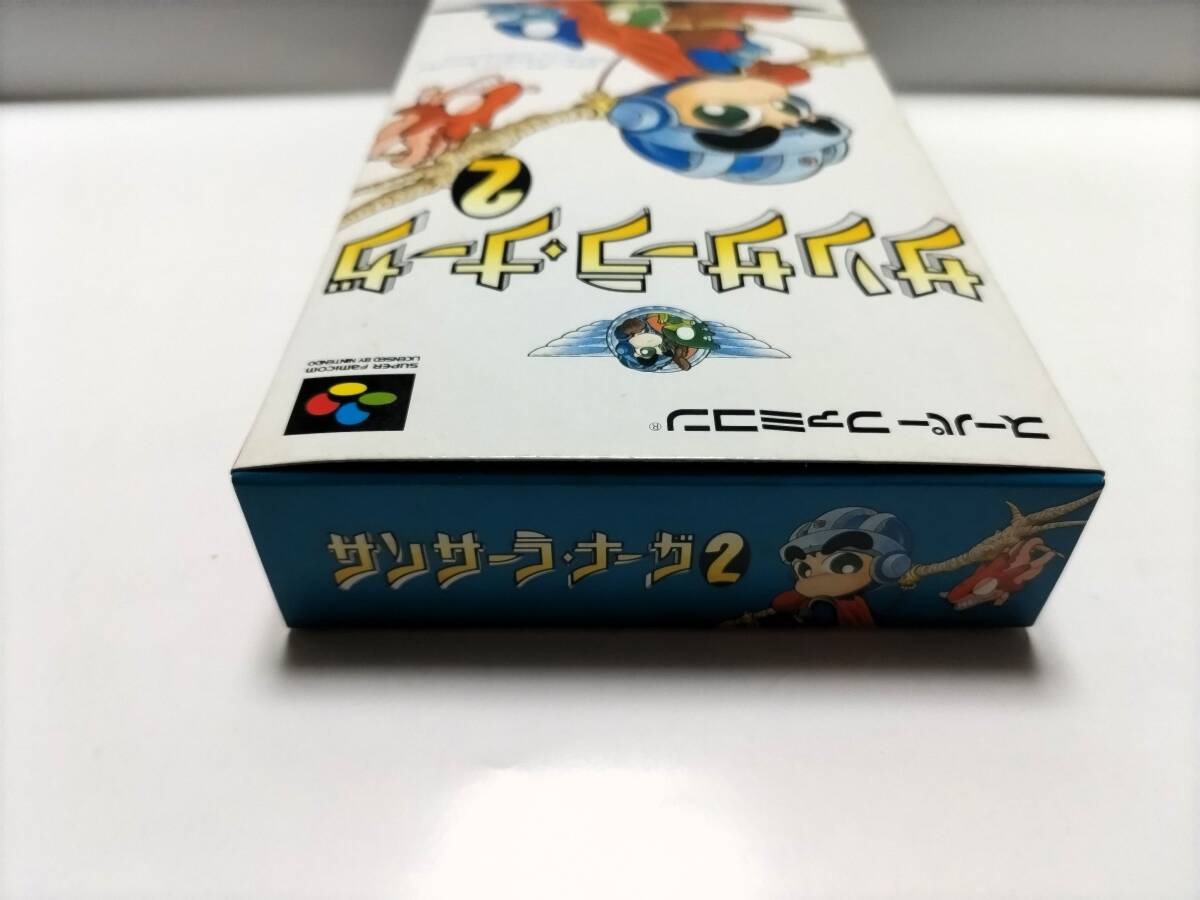 スーパーファミコン®
SUPER Famicom
LICENSED BY NINTENDO
サンサーラ・ナーガ
2
サンサーラ・ナーガ2